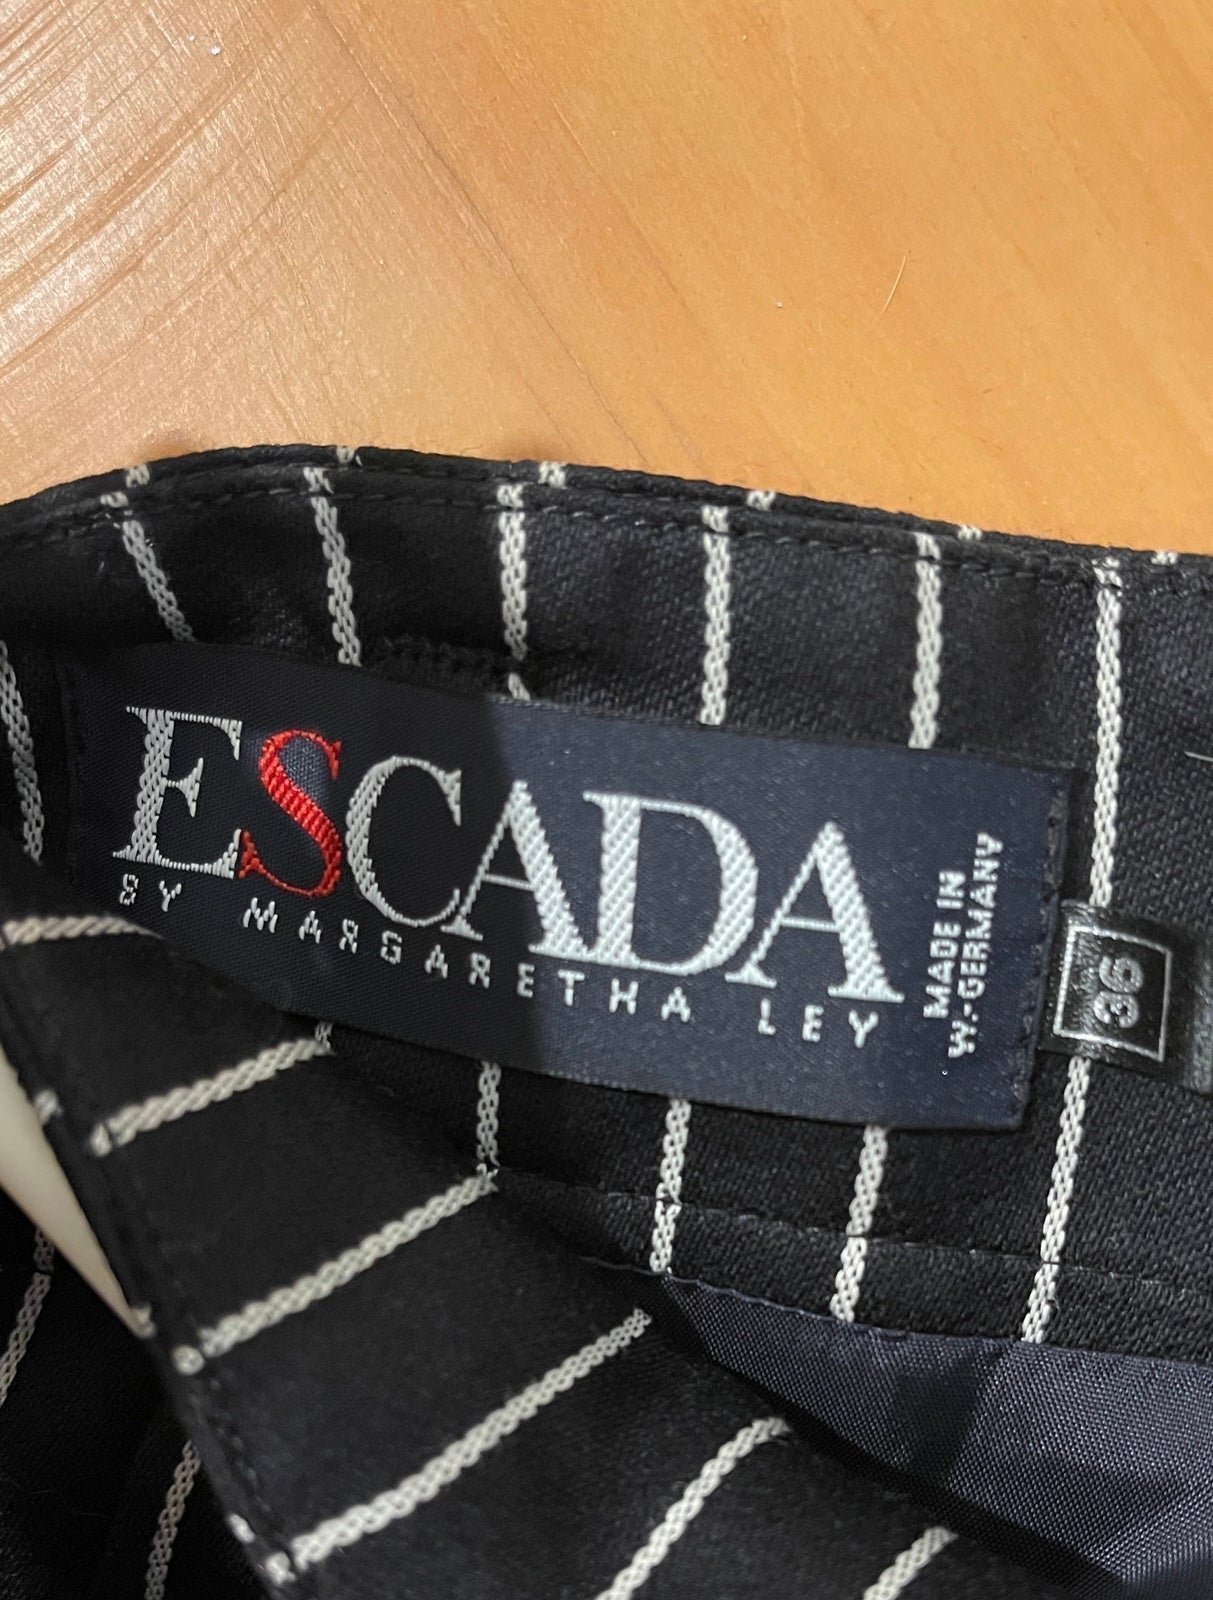 ESCADA
BY MARGARETHA LEY
MADE IN
W.-GERMANY
36